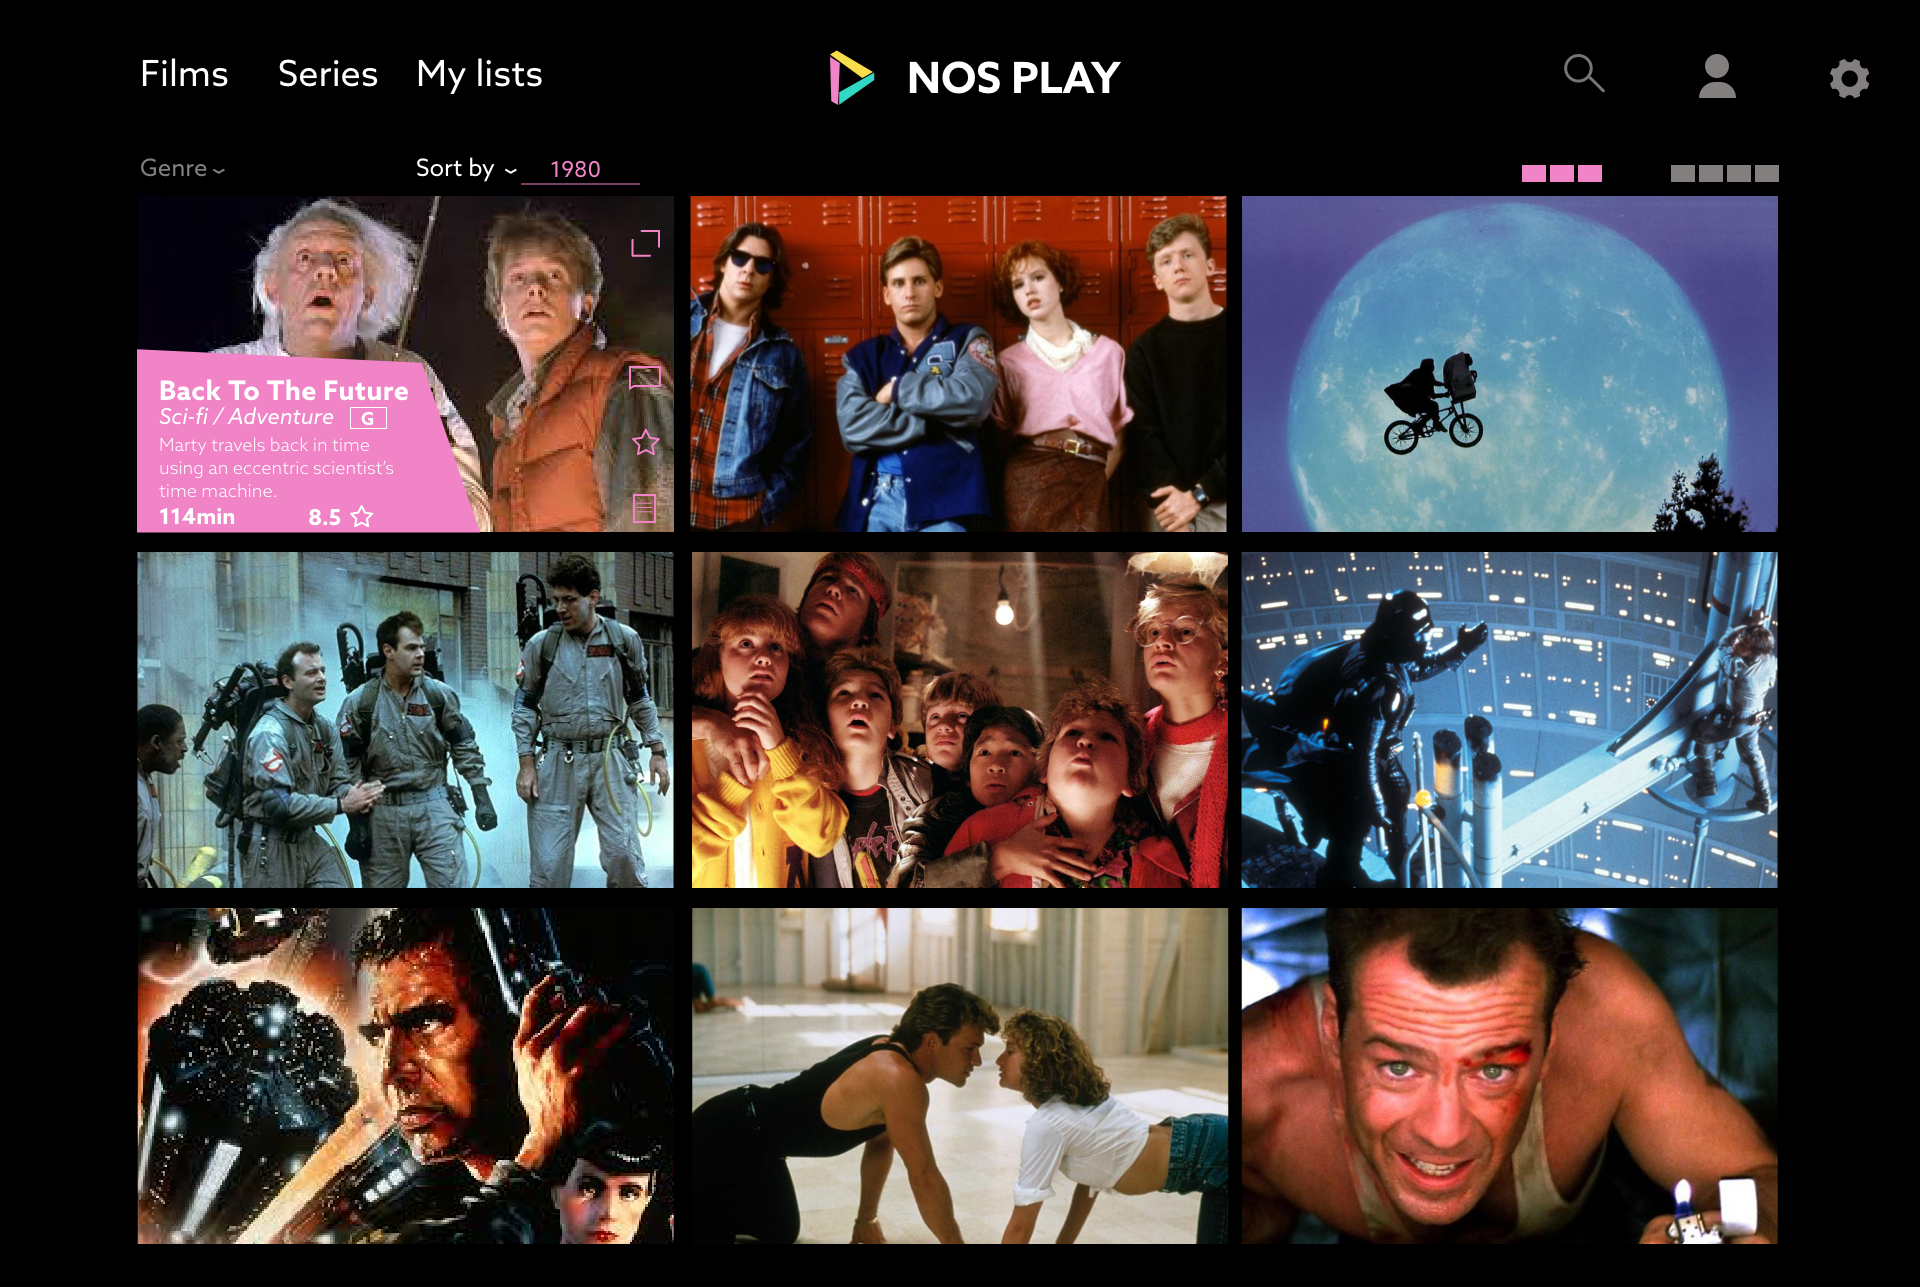 Films
Series
My lists
NOS PLAY
Genre
Sort by
1980
Back To The Future
Sci-fi / Adventure G
Marty travels back in time
using an eccentric scientist's
time machine.
114min 8.5